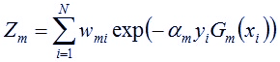 Z_m = \sum_{i=1}^{N} w_{mi} \exp(-\alpha_m y_i G_m(x_i))